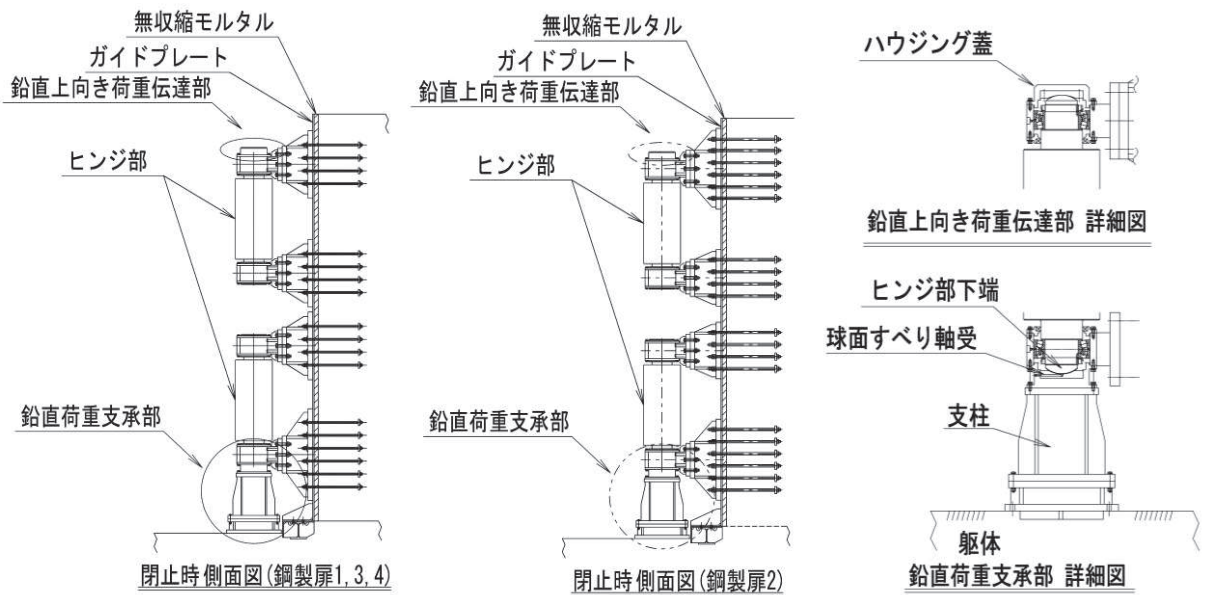 無収縮モルタル
ガイドプレート
鉛直上向き荷重伝達部
ヒンジ部
鉛直荷重支承部
閉止時側面図(鋼製扉1,3,4)
無収縮モルタル
ガイドプレート
鉛直上向き荷重伝達部
ヒンジ部
鉛直荷重支承部
閉止時側面図(鋼製扉2)
ハウジング蓋
鉛直上向き荷重伝達部 詳細図
ヒンジ部下端
球面すべり軸受
支柱
躯体
鉛直荷重支承部 詳細図